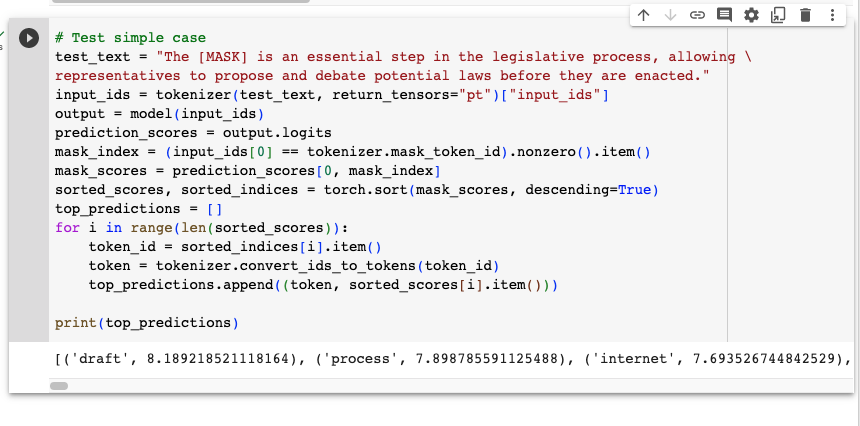 # Test simple case
test_text = "The [MASK] is an essential step in the legislative process, allowing \
representatives to propose and debate potential laws before they are enacted."
input_ids = tokenizer(test_text, return_tensors="pt")["input_ids"]
output = model(input_ids)
prediction_scores = output.logits
mask_index = (input_ids[0] == tokenizer.mask_token_id).nonzero().item()
mask_scores = prediction_scores[0, mask_index]
sorted_scores, sorted_indices = torch.sort(mask_scores, descending=True)
top_predictions = []
for i in range(len(sorted_scores)):
    token_id = sorted_indices[i].item()
    token = tokenizer.convert_ids_to_tokens(token_id)
    top_predictions.append((token, sorted_scores[i].item()))

print(top_predictions)
[('draft', 8.189218521118164), ('process', 7.898785591125488), ('internet', 7.693526744842529),